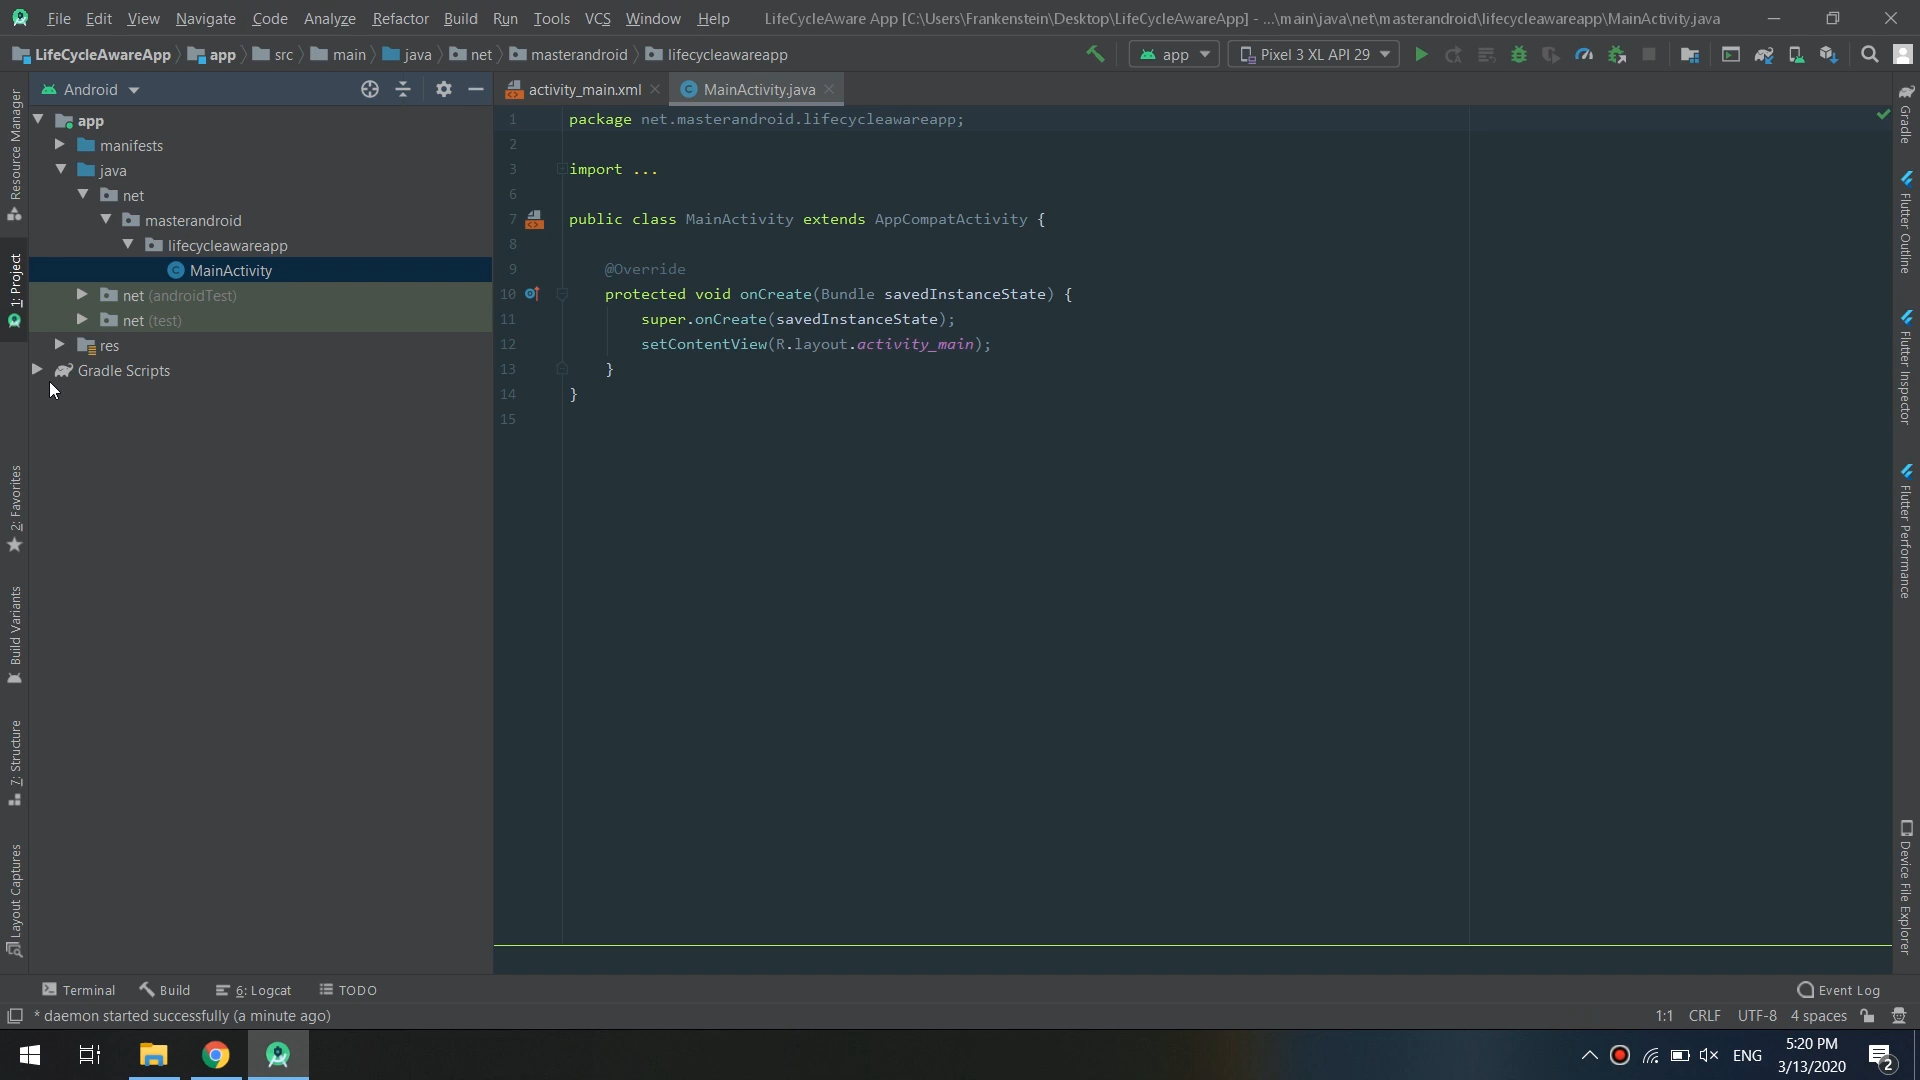 File Edit View Navigate Code Analyze Refactor Build Run Tools VCS Window Help LifeCycleAware App [C:\Users\Frankenstein\Desktop\LifeCycleAwareApp] - ...\main\java\net\masterandroid\lifecycleawareapp\MainActivity.java
LifeCycleAwareApp app src main java net masterandroid lifecycleawareapp app Pixel 3 XL API 29
Android
activity_main.xml MainActivity.java
app
manifests
java
net
masterandroid
lifecycleawareapp
MainActivity
net (androidTest)
net (test)
res
Gradle Scripts
1 package net.masterandroid.lifecycleawareapp;
2
3 import ...
6
7 public class MainActivity extends AppCompatActivity {
8
9 @Override
10 protected void onCreate(Bundle savedInstanceState) {
11 super.onCreate(savedInstanceState);
12 setContentView(R.layout.activity_main);
13 }
14 }
15
Resource Manager
1: Project
2: Favorites
Build Variants
7: Structure
Layout Captures
Gradle
Flutter Outline
Flutter Inspector
Flutter Performance
Device File Explorer
Terminal Build 6: Logcat TODO Event Log
* daemon started successfully (a minute ago) 1:1 CRLF UTF-8 4 spaces
ENG 5:20 PM
3/13/2020 2